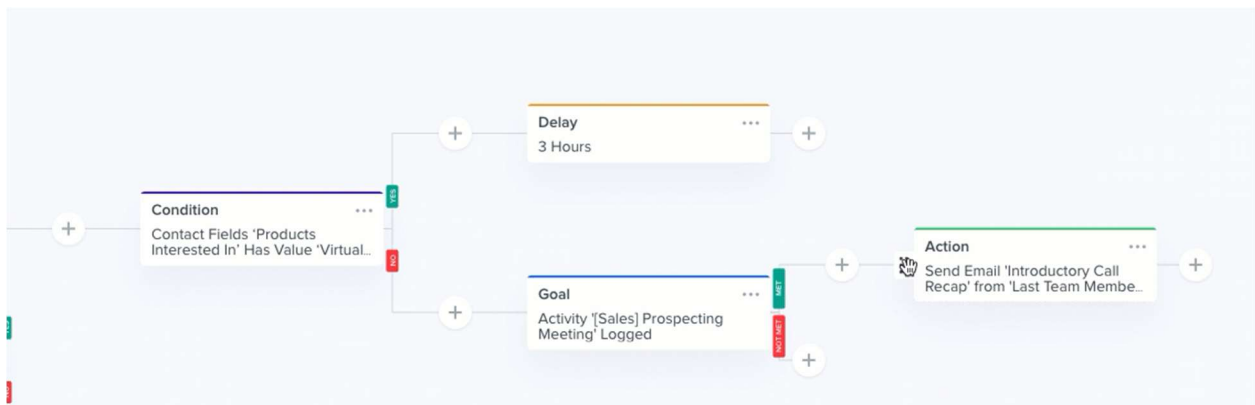 Delay
3 Hours
YES
Condition
Contact Fields ‘Products
Interested In’ Has Value ‘Virtual...
NO
Action
Send Email 'Introductory Call
Recap' from 'Last Team Membe...
Goal
Activity '[Sales] Prospecting
Meeting' Logged
MET
NOT MET